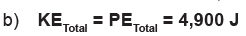 b) KE_Total = PE_Total = 4,900 J